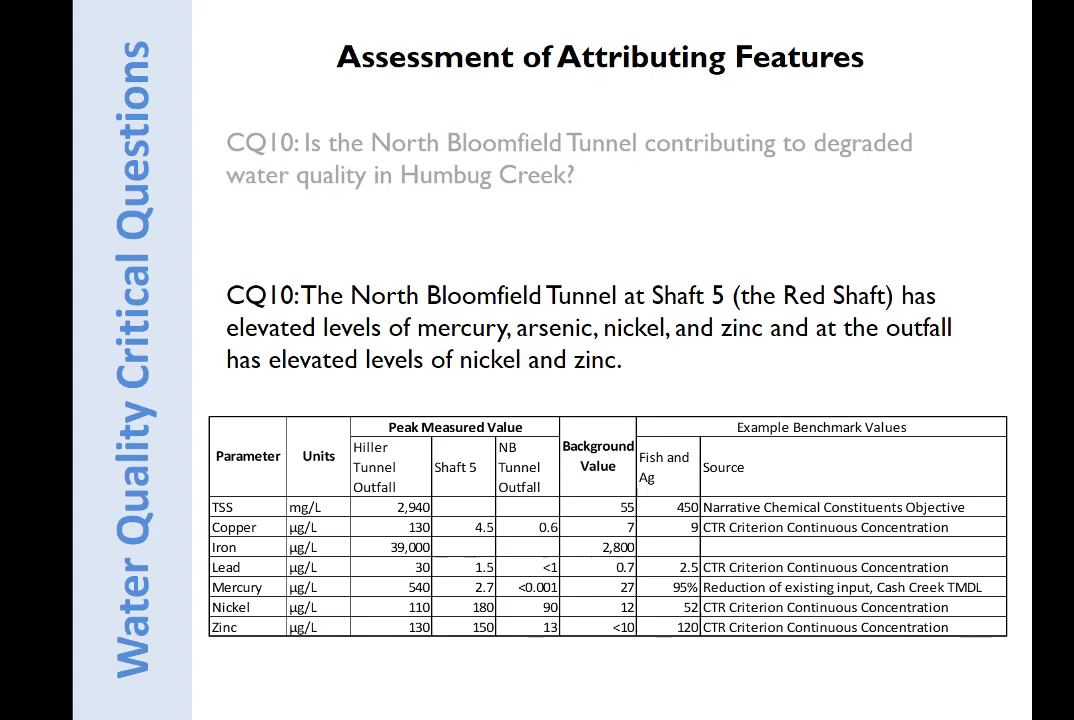 Water Quality Critical Questions
Assessment of Attributing Features
CQ10: Is the North Bloomfield Tunnel contributing to degraded
water quality in Humbug Creek?
CQ10: The North Bloomfield Tunnel at Shaft 5 (the Red Shaft) has
elevated levels of mercury, arsenic, nickel, and zinc and at the outfall
has elevated levels of nickel and zinc.
Parameter Units Peak Measured Value Background Value Example Benchmark Values
Hiller Tunnel Outfall Shaft 5 NB Tunnel Outfall Fish and Ag Source
TSS mg/L 2,940 55 450 Narrative Chemical Constituents Objective
Copper µg/L 130 4.5 0.6 7 9 CTR Criterion Continuous Concentration
Iron µg/L 39,000 2,800
Lead µg/L 30 1.5 <1 0.7 2.5 CTR Criterion Continuous Concentration
Mercury µg/L 540 2.7 <0.001 27 95% Reduction of existing input, Cash Creek TMDL
Nickel µg/L 110 180 90 12 52 CTR Criterion Continuous Concentration
Zinc µg/L 130 150 13 <10 120 CTR Criterion Continuous Concentration